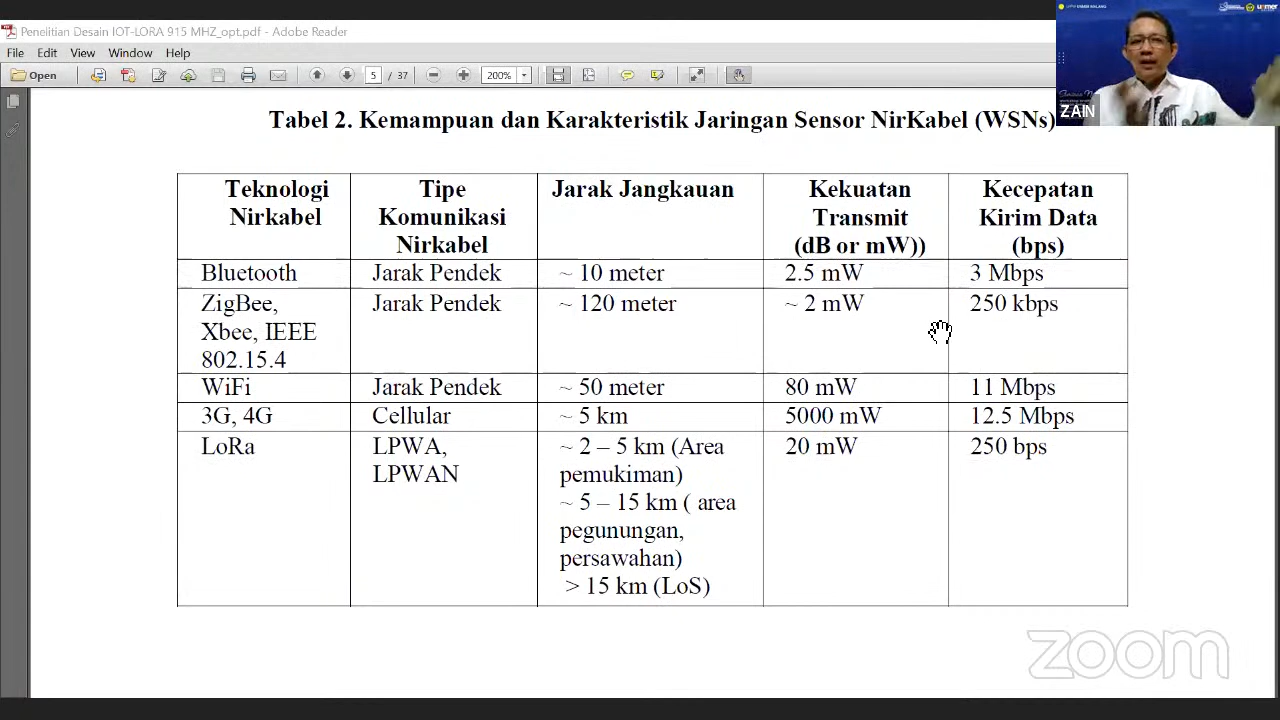 Penelitian Desain IOT-LORA 915 MHZ_opt.pdf - Adobe Reader
File Edit View Window Help
Open 5 / 37 200%
ZAIN
Tabel 2. Kemampuan dan Karakteristik Jaringan Sensor NirKabel (WSNs)
Teknologi
Nirkabel
Tipe
Komunikasi
Nirkabel
Jarak Jangkauan
Kekuatan
Transmit
(dB or mW))
Kecepatan
Kirim Data
(bps)
Bluetooth
Jarak Pendek
~ 10 meter
2.5 mW
3 Mbps
ZigBee,
Xbee, IEEE
802.15.4
Jarak Pendek
~ 120 meter
~ 2 mW
250 kbps
WiFi
Jarak Pendek
~ 50 meter
80 mW
11 Mbps
3G, 4G
Cellular
~ 5 km
5000 mW
12.5 Mbps
LoRa
LPWA,
LPWAN
~ 2 – 5 km (Area
pemukiman)
~ 5 – 15 km ( area
pegunungan,
persawahan)
> 15 km (LoS)
20 mW
250 bps
zoom